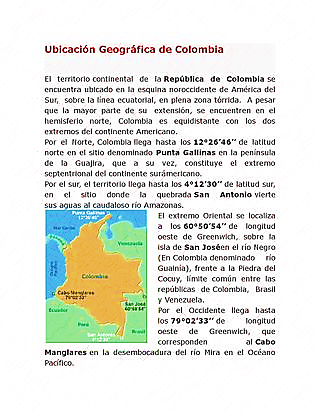 Ubicación Geográfica de Colombia
El territorio continental de la República de Colombia se
encuentra ubicado en la esquina noroccidente de América del
Sur, sobre la línea ecuatorial, en plena zona tórrida. A pesar
que la mayor parte de su extensión, se encuentren en el
hemisferio norte, Colombia es equidistante con los dos
extremos del continente Americano.
Por el Norte, Colombia llega hasta los 12°26’46’’ de latitud
norte en el sitio denominado Punta Gallinas en la península
de la Guajira, que a su vez, constituye el extremo
septentrional del continente suramericano.
Por el sur, el territorio llega hasta los 4°12’30’’ de latitud sur,
en el sitio donde la quebrada San Antonio vierte
sus aguas al caudaloso río Amazonas.
El extremo Oriental se localiza
a los 60°50’54’’ de longitud
oeste de Greenwich, sobre la
isla de San Joséen el río Negro
(En Colombia denominado río
Guainía), frente a la Piedra del
Cocuy, límite común entre las
repúblicas de Colombia, Brasil
y Venezuela.
Por el Occidente llega hasta
los 79°02’33’’ de longitud
oeste de Greenwich, que
corresponden al Cabo
Manglares en la desembocadura del río Mira en el Océano
Pacífico.
Punta Gallinas
12°26'46"
Mar Caribe
Venezuela
Colombia
Cabo Manglares
79°02'33"
San José
60°50'54"
Ecuador
Perú
Brasil
San Antonio
4°12'30"